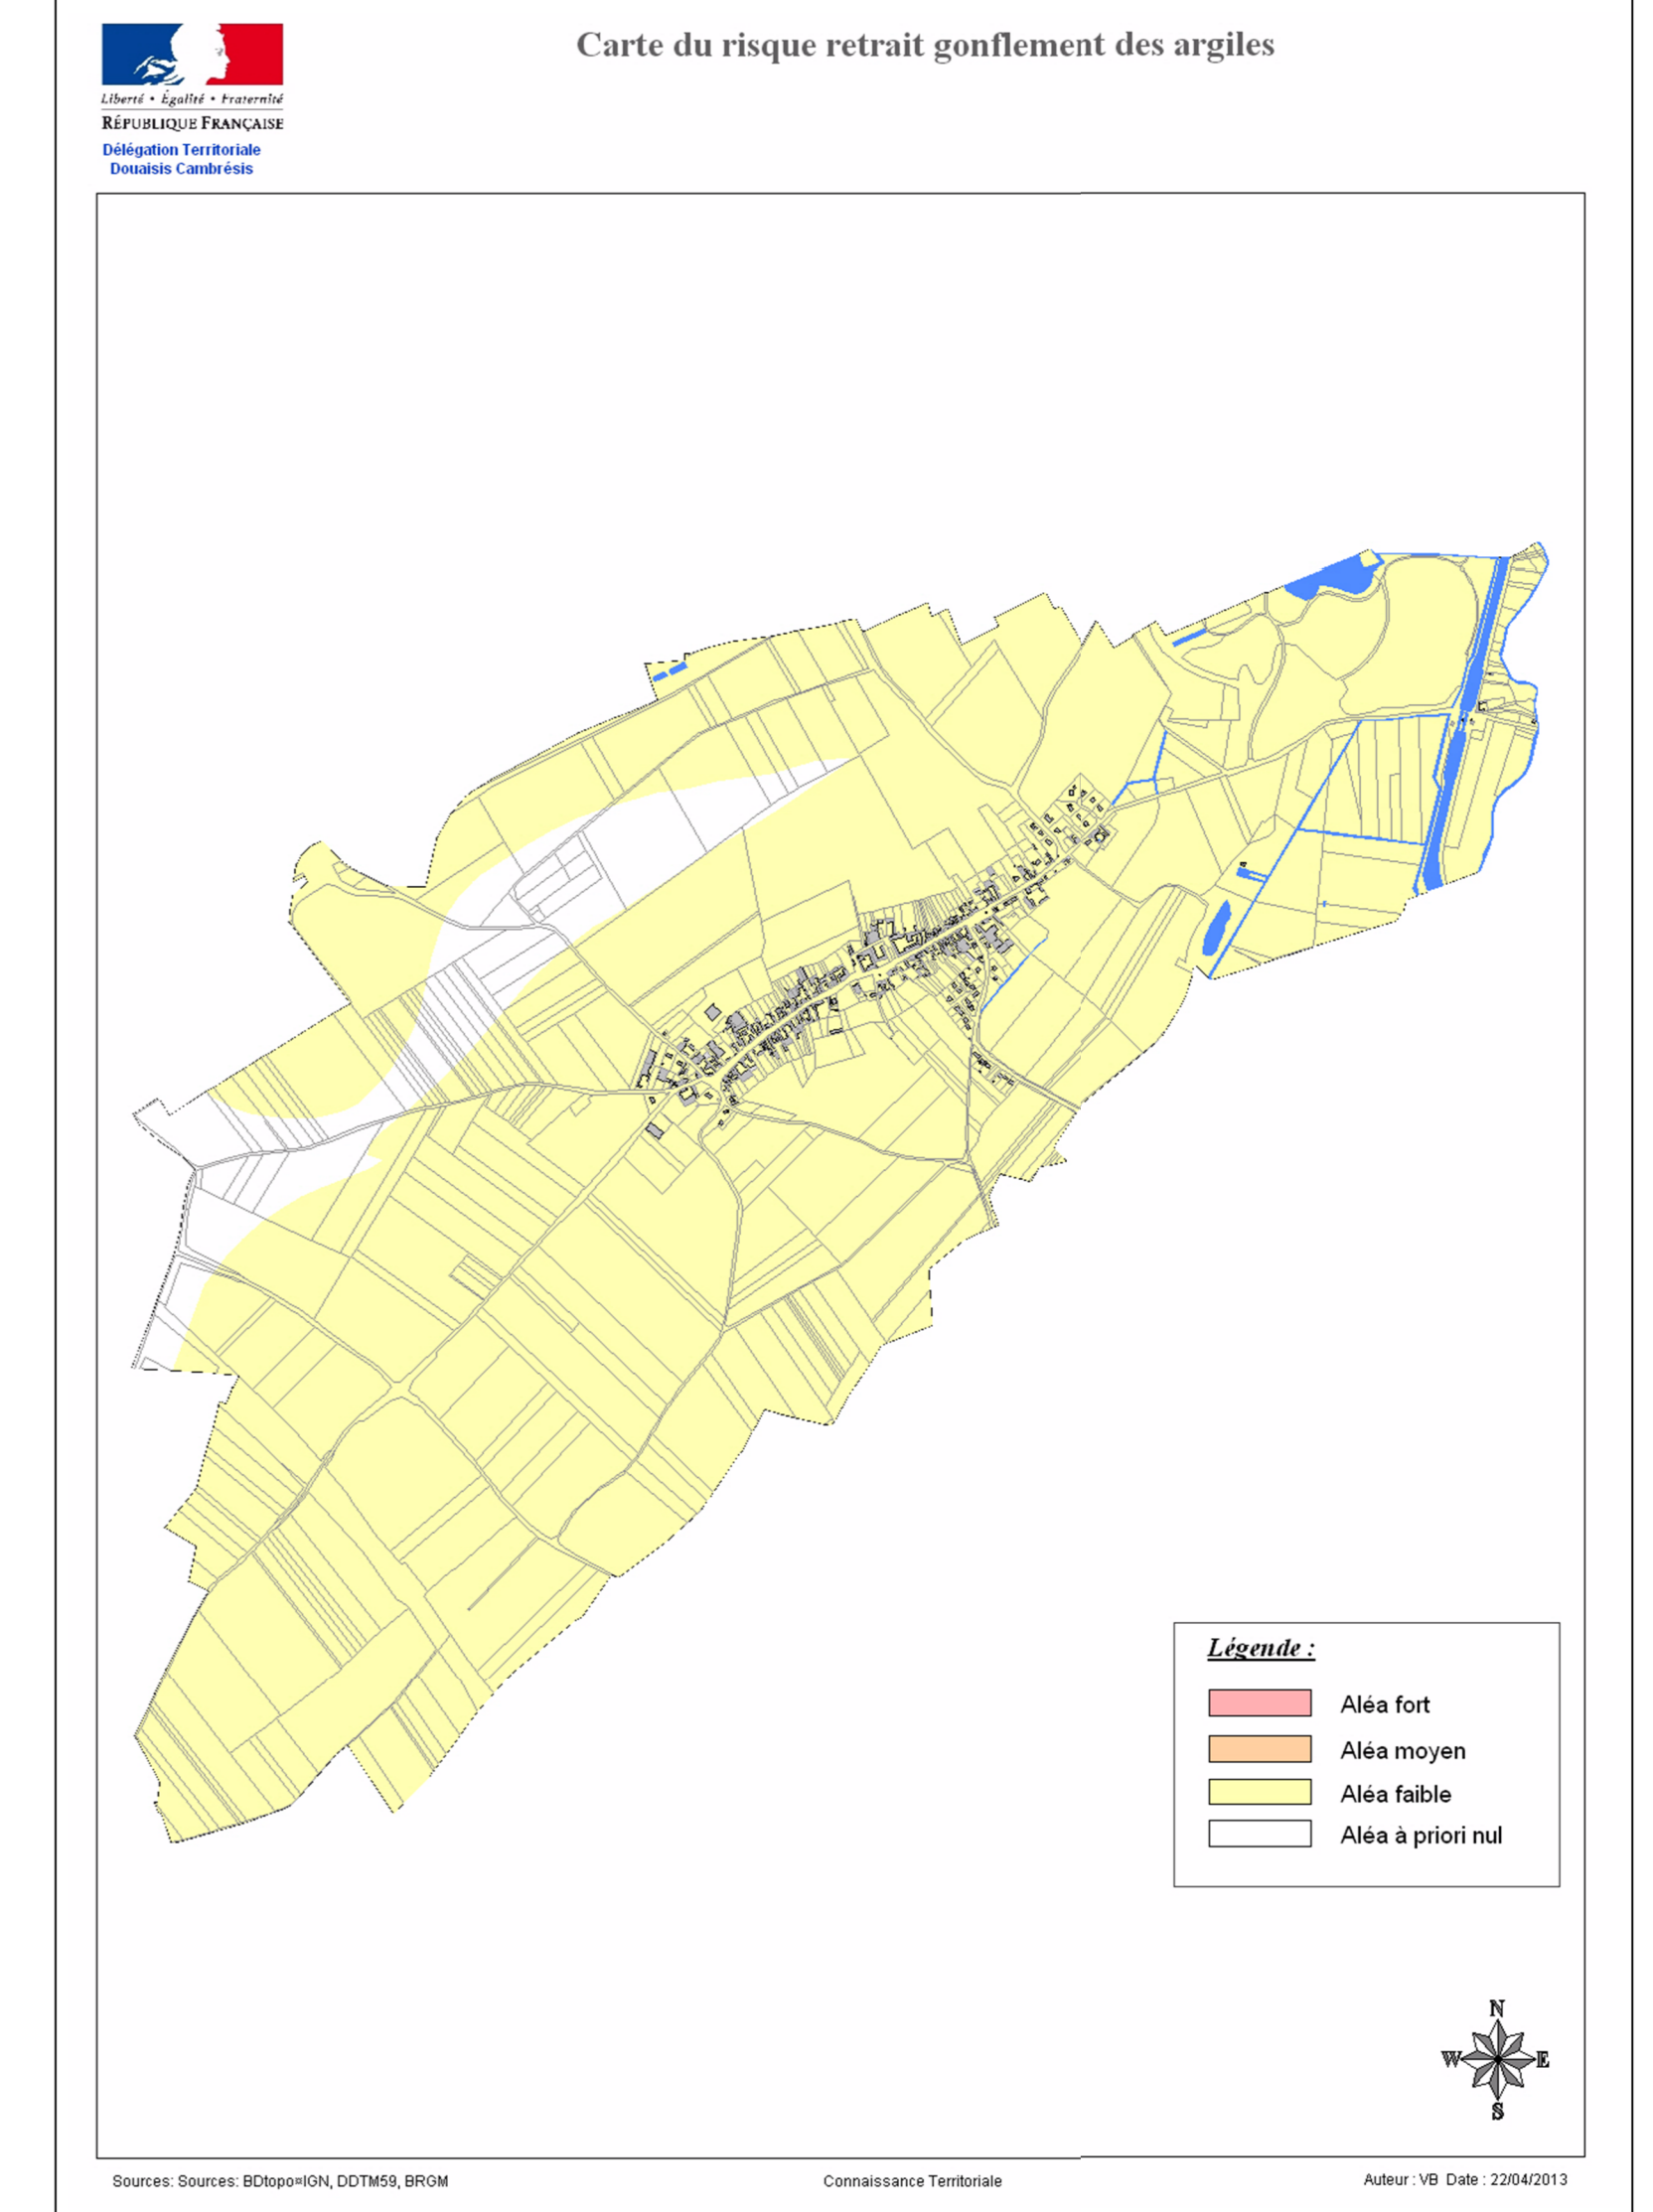 Carte du risque retrait gonflement des argiles
Liberté • Égalité • Fraternité
RÉPUBLIQUE FRANÇAISE
Délégation Territoriale
Douaisis Cambrésis
Légende :
Aléa fort
Aléa moyen
Aléa faible
Aléa à priori nul
N
W E
S
Sources: Sources: BDtopo¤IGN, DDTM59, BRGM
Connaissance Territoriale
Auteur : VB Date : 22/04/2013